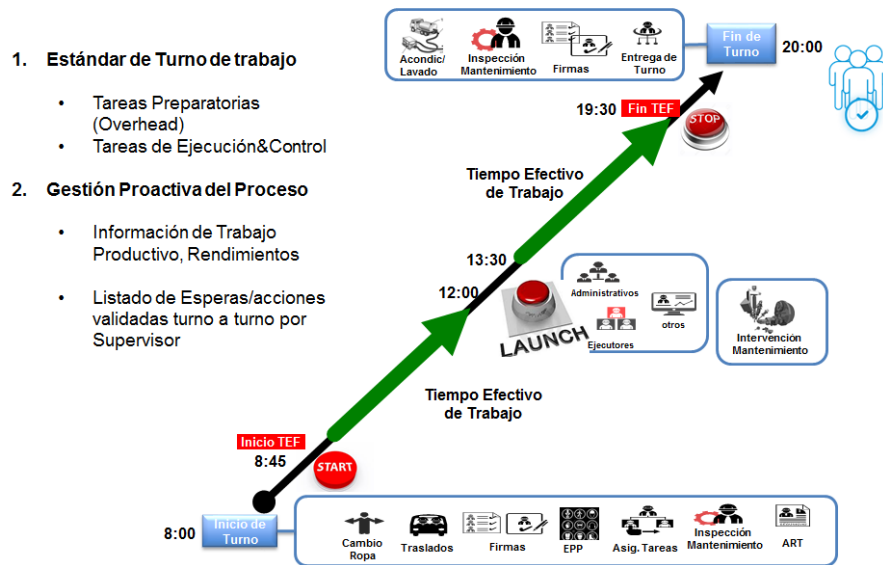 1. Estándar de Turno de trabajo
• Tareas Preparatorias
(Overhead)
• Tareas de Ejecución&Control
2. Gestión Proactiva del Proceso
• Información de Trabajo
Productivo, Rendimientos
• Listado de Esperas/acciones
validadas turno a turno por
Supervisor
Acondic/
Lavado
Inspección
Mantenimiento
Firmas
Entrega de
Turno
Fin de
Turno
20:00
19:30
Fin TEF
STOP
Tiempo Efectivo
de Trabajo
13:30
12:00
LAUNCH
Administrativos
Ejecutores
otros
Intervención
Mantenimiento
Tiempo Efectivo
de Trabajo
Inicio TEF
8:45
START
8:00
Inicio de
Turno
Cambio
Ropa
Traslados
Firmas
EPP
Asig. Tareas
Inspección
Mantenimiento
ART